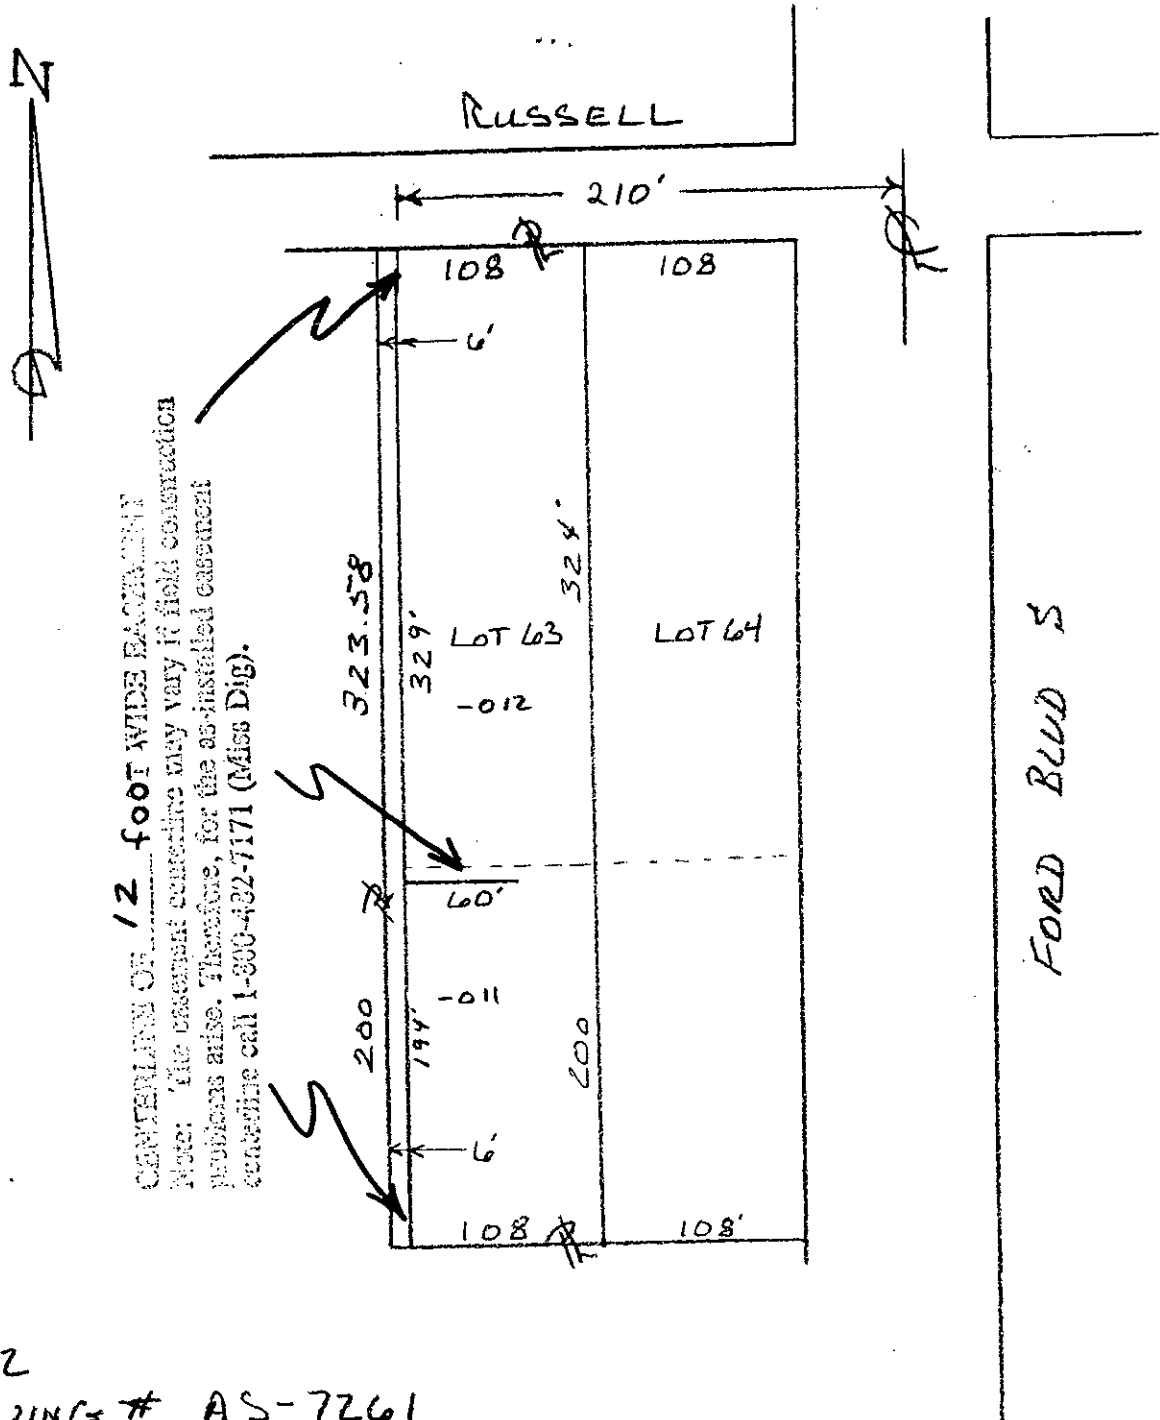 N
RUSSELL
210'
108
108
6'
CENTERLINE OF 12 foot WIDE EASEMENT
Note: The easement centerline may vary if field construction
problems arise. Therefore, for the as-installed easement
centerline call 1-800-482-7171 (Miss Dig).
323.58
329'
324'
LOT 63
LOT 64
-012
60'
-011
200
194'
200
6'
108
108'
FORD BLVD S
2
# AS-7261